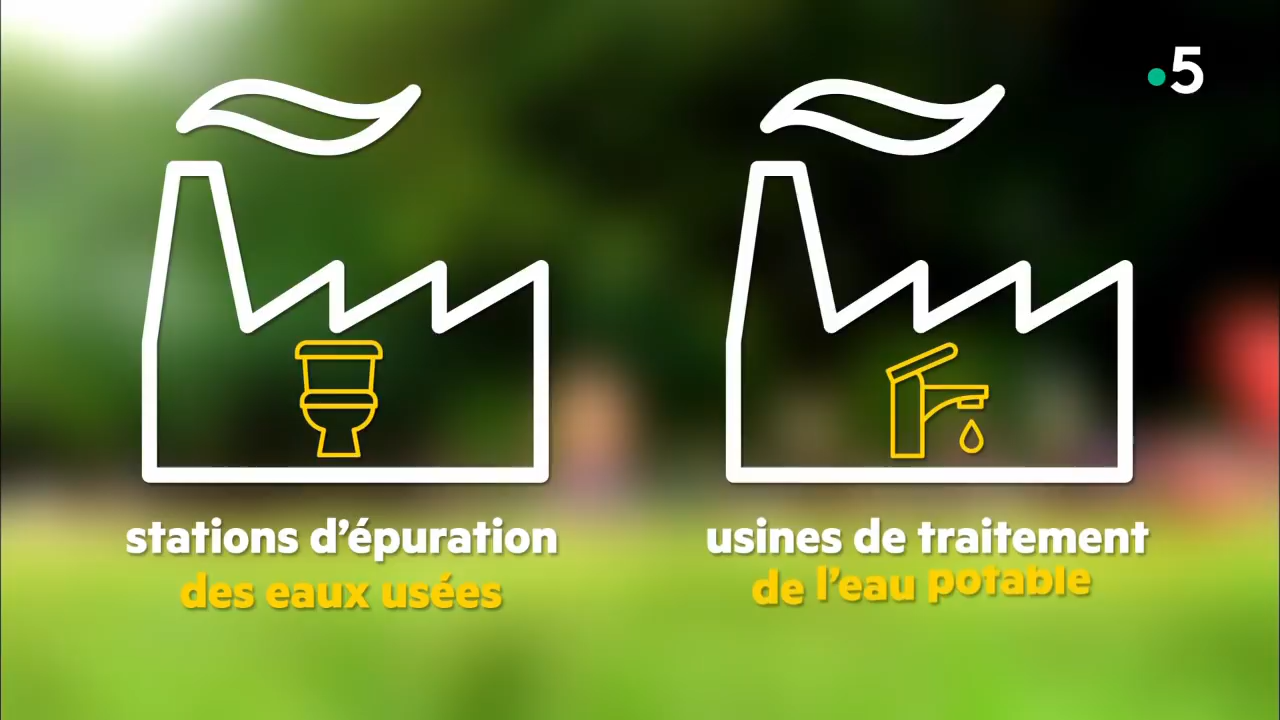 5
stations d'épuration
des eaux usées
usines de traitement
de l'eau potable